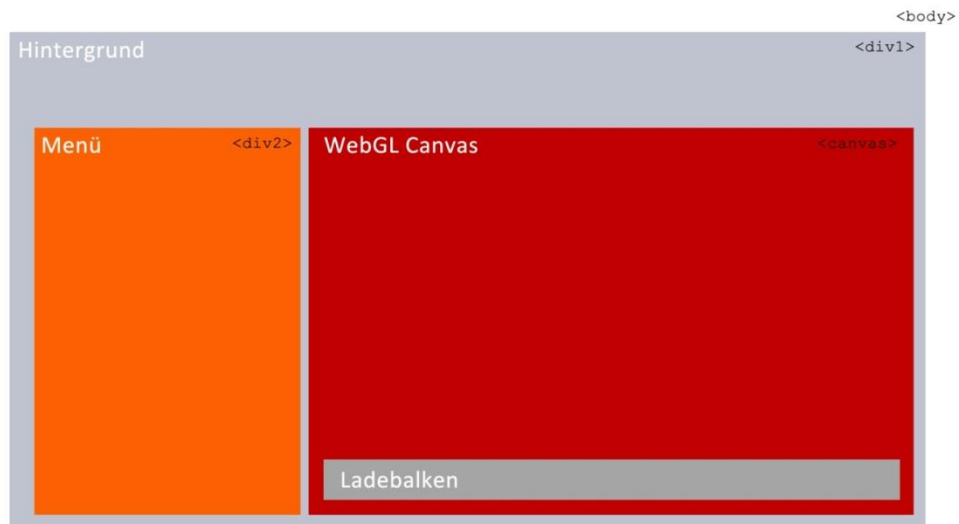 <body>
Hintergrund <div1>
Menü <div2> WebGL Canvas <canvas>
Ladebalken